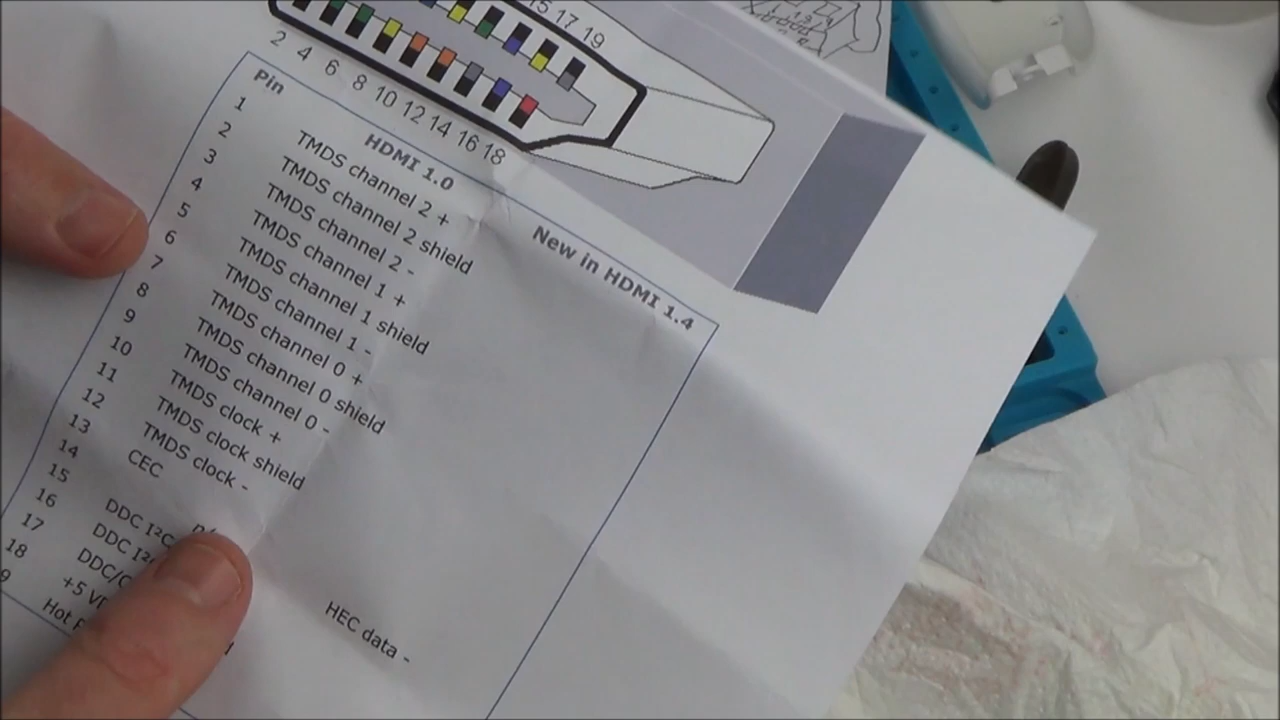 15 17 19
2 4 6 8 10 12 14 16 18
Pin HDMI 1.0 New in HDMI 1.4
1 TMDS channel 2 +
2 TMDS channel 2 shield
3 TMDS channel 2 -
4 TMDS channel 1 +
5 TMDS channel 1 shield
6 TMDS channel 1 -
7 TMDS channel 0 +
8 TMDS channel 0 shield
9 TMDS channel 0 -
10 TMDS clock +
11 TMDS clock shield
12 TMDS clock -
13 CEC
14
15 DDC I²C
16 DDC
17 DDC/
18 +5
Hot
HEC data -